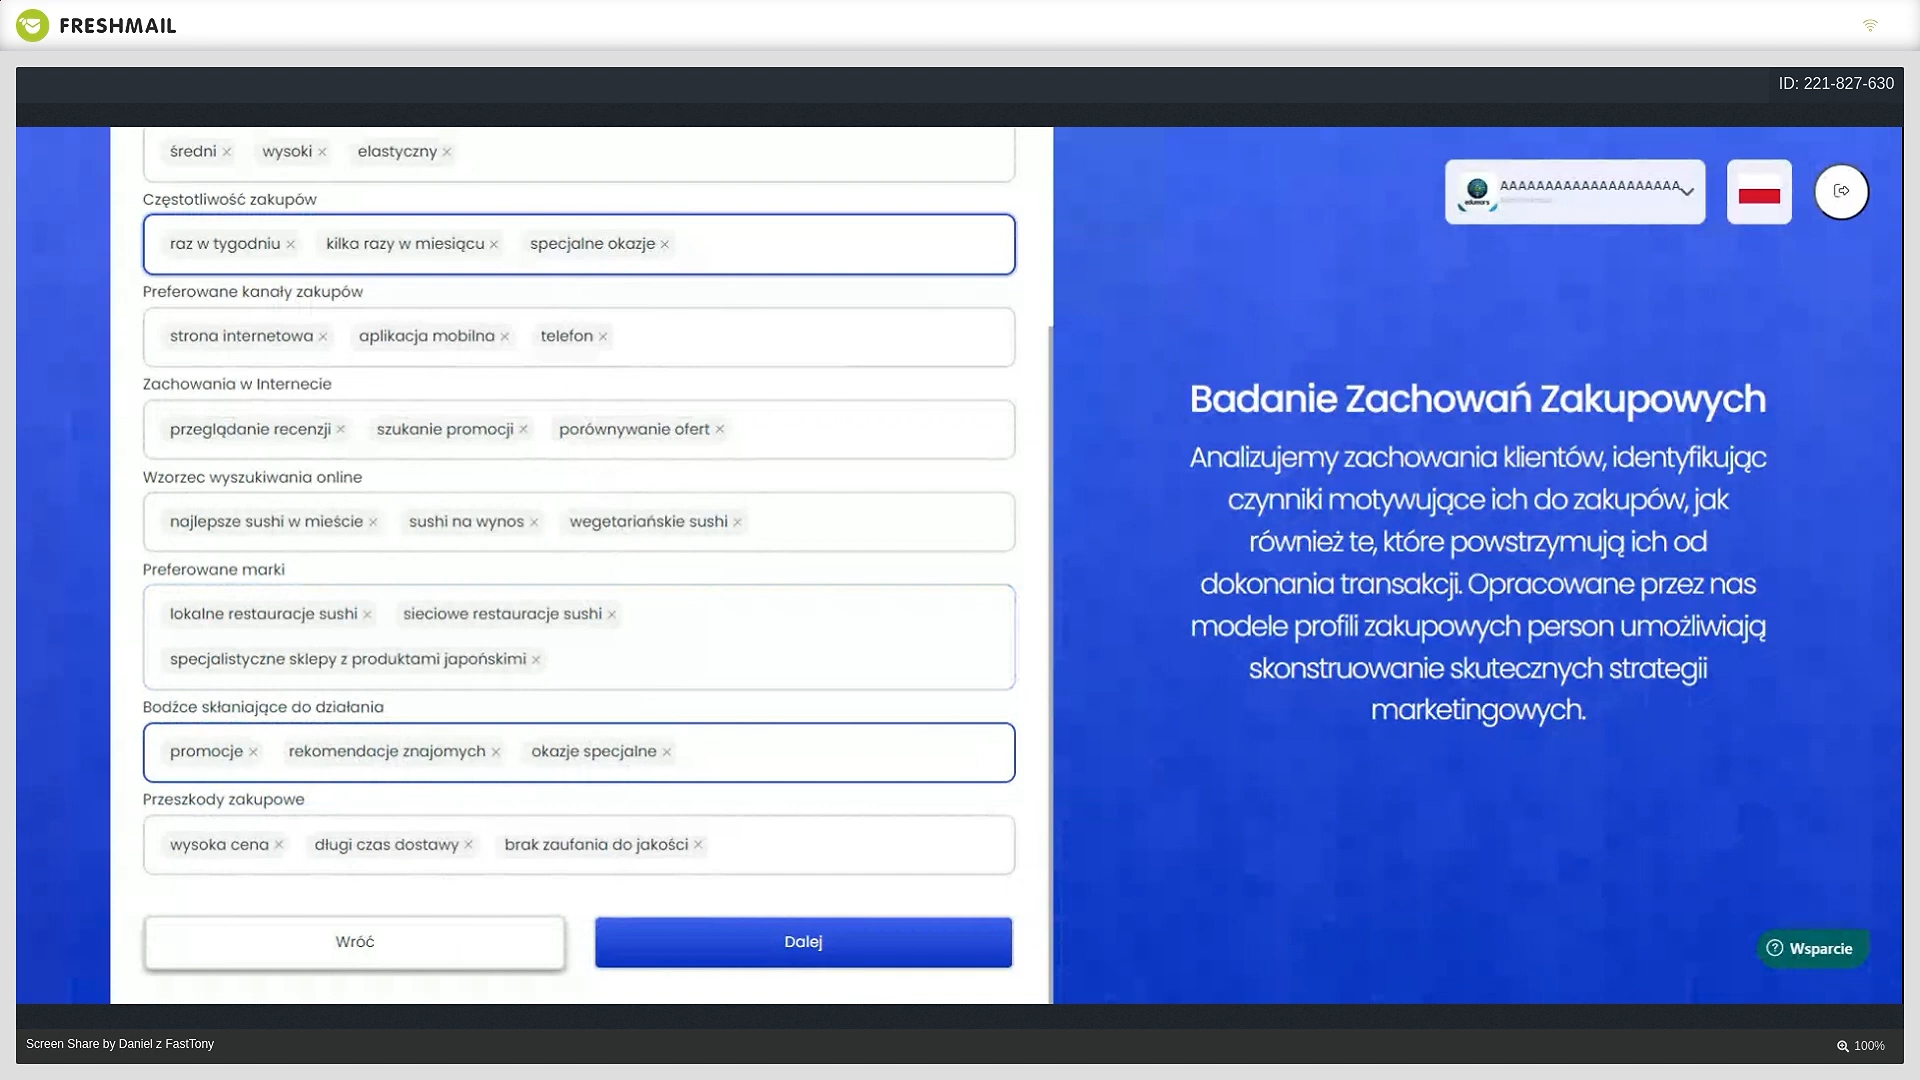 FRESHMAIL
ID: 221-827-630
średni × wysoki × elastyczny ×
Częstotliwość zakupów
raz w tygodniu × kilka razy w miesiącu × specjalne okazje ×
Preferowane kanały zakupów
strona internetowa × aplikacja mobilna × telefon ×
Zachowania w Internecie
przeglądanie recenzji × szukanie promocji × porównywanie ofert ×
Wzorzec wyszukiwania online
najlepsze sushi w mieście × sushi na wynos × wegetariańskie sushi ×
Preferowane marki
lokalne restauracje sushi × sieciowe restauracje sushi ×
specjalistyczne sklepy z produktami japońskimi ×
Bodźce skłaniające do działania
promocje × rekomendacje znajomych × okazje specjalne ×
Przeszkody zakupowe
wysoka cena × długi czas dostawy × brak zaufania do jakości ×
Wróć
Dalej
edumars
AAAAAAAAAAAAAAAAAAAA
Badanie Zachowań Zakupowych
Analizujemy zachowania klientów, identyfikując
czynniki motywujące ich do zakupów, jak
również te, które powstrzymują ich od
dokonania transakcji. Opracowane przez nas
modele profili zakupowych person umożliwiają
skonstruowanie skutecznych strategii
marketingowych.
Wsparcie
Screen Share by Daniel z FastTony
100%